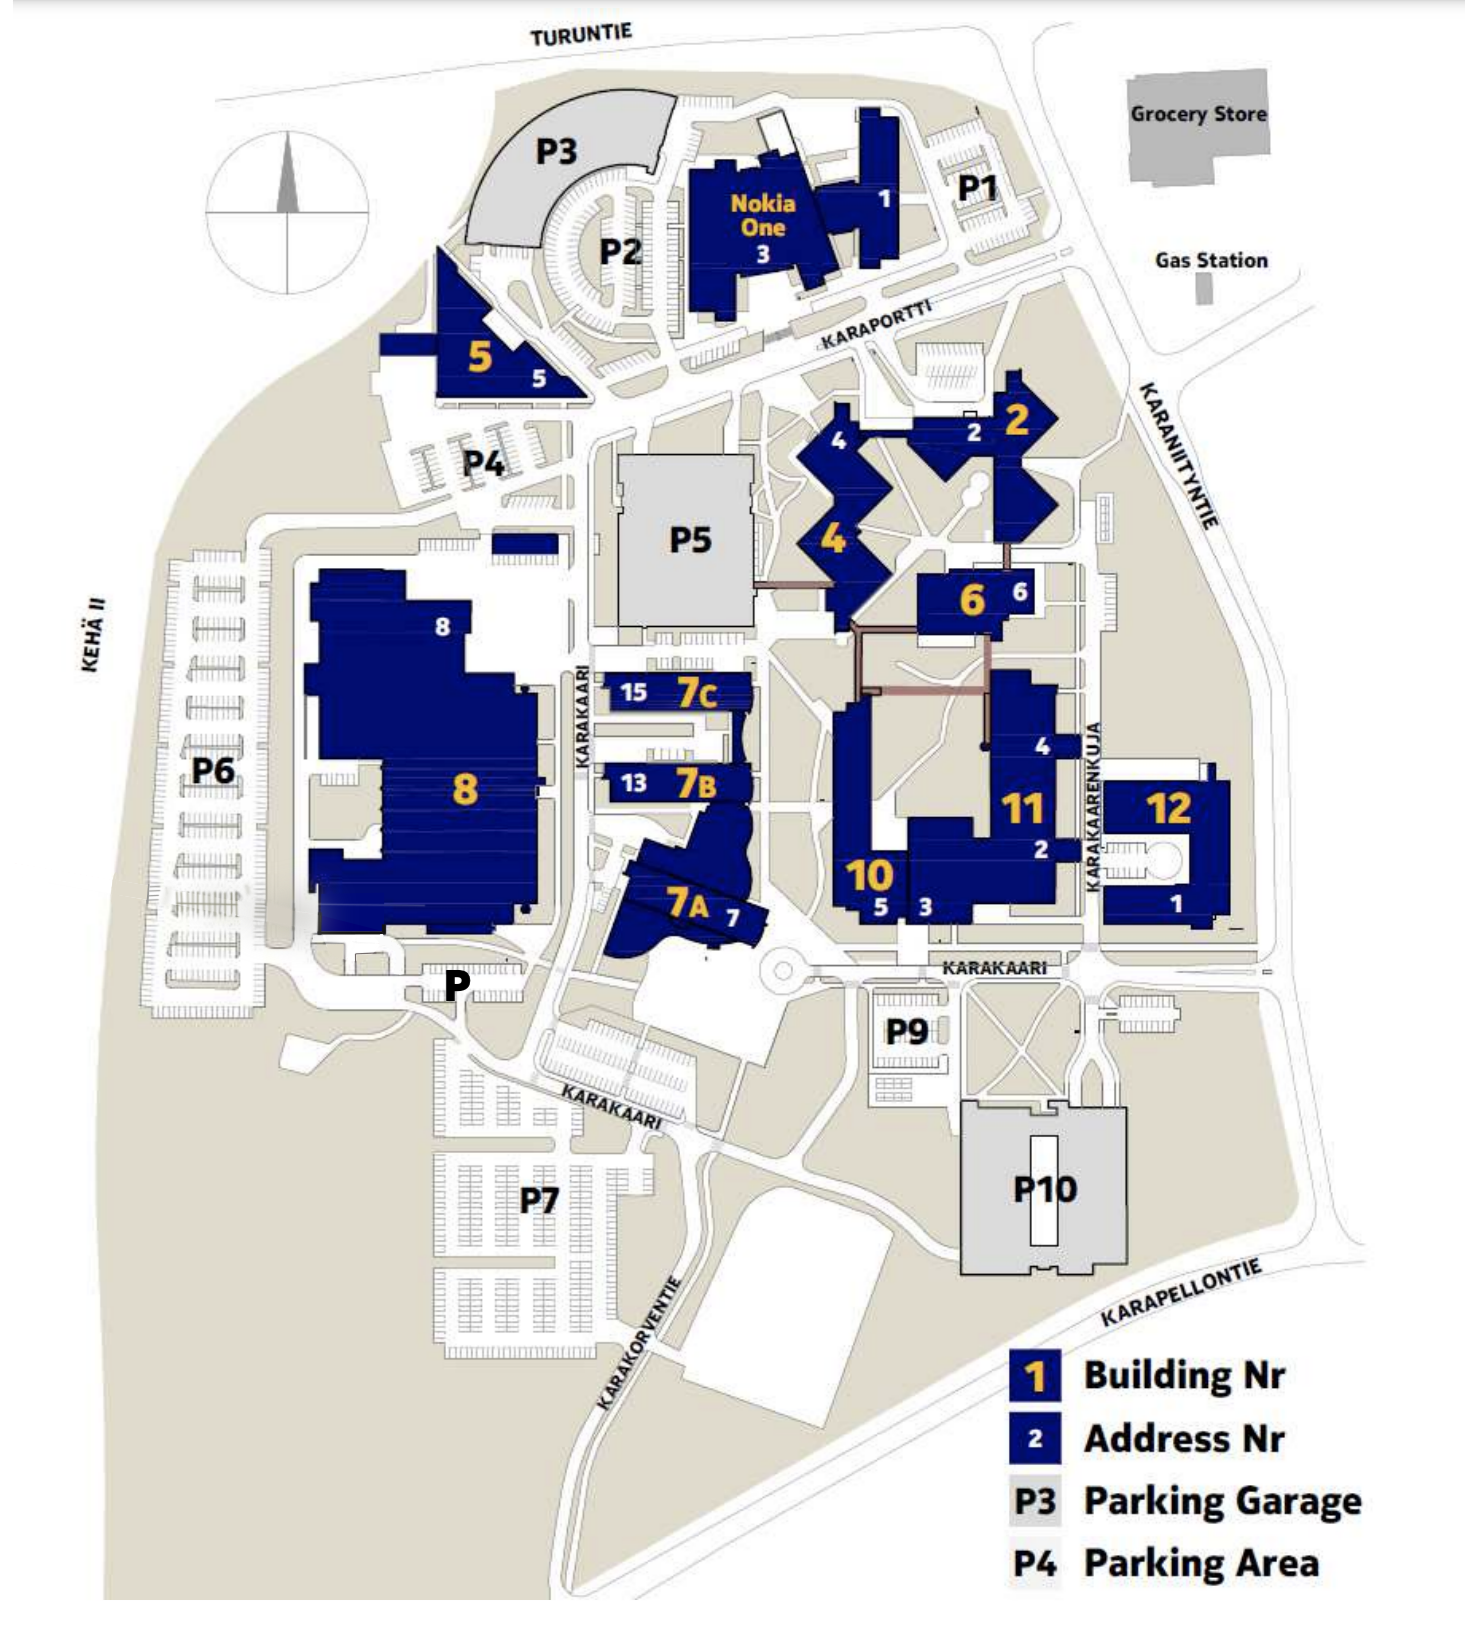 TURUNTIE
Grocery Store
P3
P1
Nokia
One
3
1
P2
Gas Station
KARAPORTTI
5
5
2
2
4
KARANIITYNTIE
P4
P5
4
6
6
KEHÄ II
8
KARAKAARI
15
7C
4
KARAKAARENKUJA
P6
8
13
7B
11
12
2
10
5
3
7A
7
1
KARAKAARI
P
P9
KARAKAARI
P10
P7
KARAKORVENTIE
KARAPELLONTIE
1 Building Nr
2 Address Nr
P3 Parking Garage
P4 Parking Area